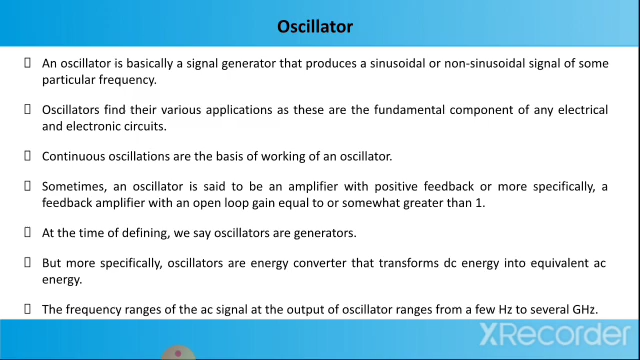 Oscillator
An oscillator is basically a signal generator that produces a sinusoidal or non-sinusoidal signal of some
particular frequency.
Oscillators find their various applications as these are the fundamental component of any electrical
and electronic circuits.
Continuous oscillations are the basis of working of an oscillator.
Sometimes, an oscillator is said to be an amplifier with positive feedback or more specifically, a
feedback amplifier with an open loop gain equal to or somewhat greater than 1.
At the time of defining, we say oscillators are generators.
But more specifically, oscillators are energy converter that transforms dc energy into equivalent ac
energy.
The frequency ranges of the ac signal at the output of oscillator ranges from a few Hz to several GHz.
XRecorder